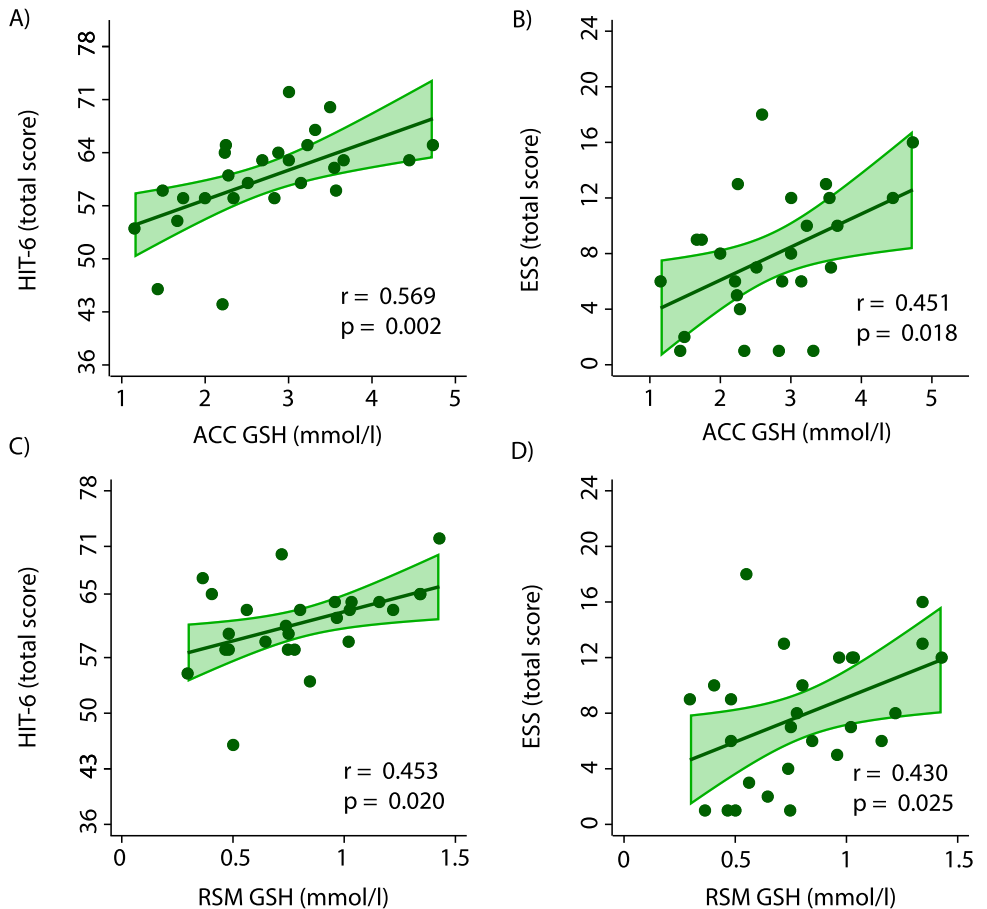 A)
HIT-6 (total score)
78
71
64
57
50
43
36
r = 0.569
p = 0.002
1 2 3 4 5
ACC GSH (mmol/l)
B)
ESS (total score)
24
20
16
12
8
4
0
r = 0.451
p = 0.018
1 2 3 4 5
ACC GSH (mmol/l)
C)
HIT-6 (total score)
78
71
65
57
50
43
36
r = 0.453
p = 0.020
0 0.5 1 1.5
RSM GSH (mmol/l)
D)
ESS (total score)
24
20
16
12
8
4
0
r = 0.430
p = 0.025
0 0.5 1 1.5
RSM GSH (mmol/l)